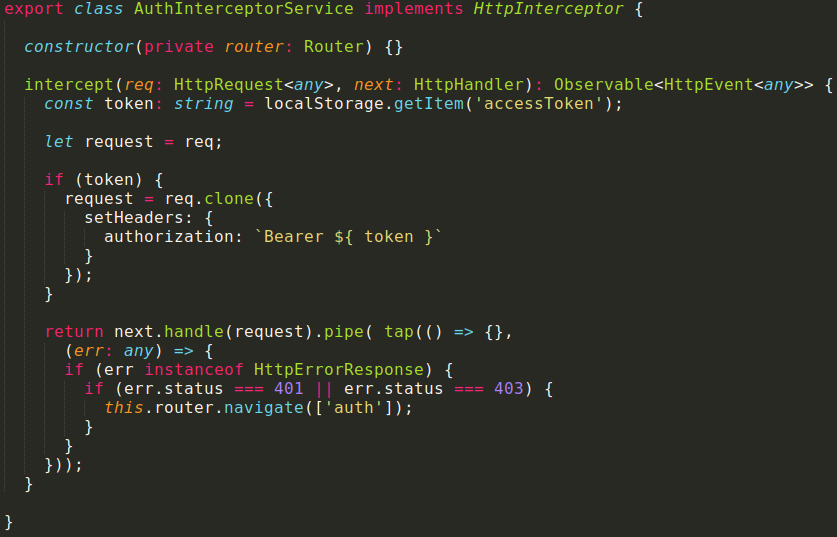 export class AuthInterceptorService implements HttpInterceptor {
constructor(private router: Router) {}
intercept(req: HttpRequest<any>, next: HttpHandler): Observable<HttpEvent<any>> {
const token: string = localStorage.getItem('accessToken');
let request = req;
if (token) {
request = req.clone({
setHeaders: {
authorization: `Bearer ${ token }`
}
});
}
return next.handle(request).pipe( tap(() => {},
(err: any) => {
if (err instanceof HttpErrorResponse) {
if (err.status === 401 || err.status === 403) {
this.router.navigate(['auth']);
}
}
}));
}
}